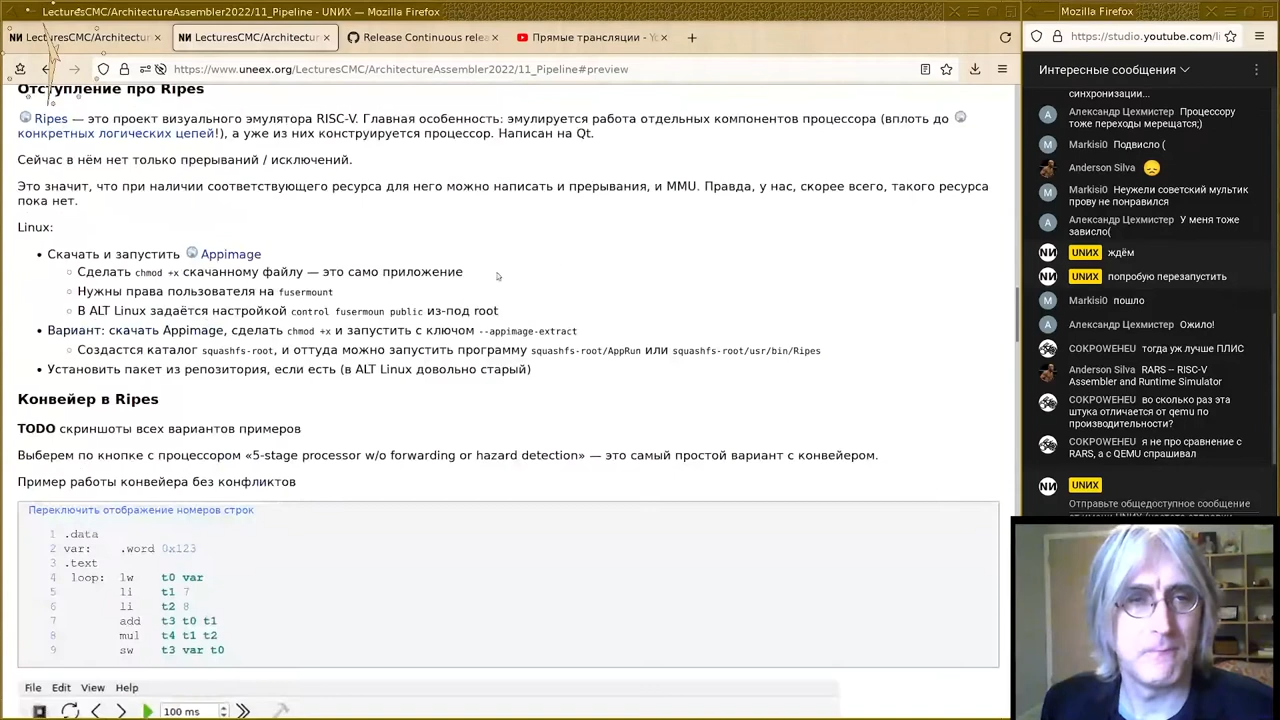 LecturesCMC/ArchitectureAssembler2022/11_Pipeline - UNИX — Mozilla Firefox
Mozilla Firefox
LecturesCMC/Architectur
LecturesCMC/Architectur
Release Continuous relea
Прямые трансляции - Yo
https://www.uneex.org/LecturesCMC/ArchitectureAssembler2022/11_Pipeline#preview
https://studio.youtube.com/li
Отступление про Ripes
Ripes — это проект визуального эмулятора RISC-V. Главная особенность: эмулируется работа отдельных компонентов процессора (вплоть до
конкретных логических цепей!), а уже из них конструируется процессор. Написан на Qt.
Сейчас в нём нет только прерываний / исключений.
Это значит, что при наличии соответствующего ресурса для него можно написать и прерывания, и MMU. Правда, у нас, скорее всего, такого ресурса
пока нет.
Linux:
• Скачать и запустить Appimage
Сделать chmod +x скачанному файлу — это само приложение
Нужны права пользователя на fusermount
В ALT Linux задаётся настройкой control fusermoun public из-под root
• Вариант: скачать Appimage, сделать chmod +x и запустить с ключом --appimage-extract
Создастся каталог squashfs-root, и оттуда можно запустить программу squashfs-root/AppRun или squashfs-root/usr/bin/Ripes
• Установить пакет из репозитория, если есть (в ALT Linux довольно старый)
Конвейер в Ripes
TODO скриншоты всех вариантов примеров
Выберем по кнопке с процессором «5-stage processor w/o forwarding or hazard detection» — это самый простой вариант с конвейером.
Пример работы конвейера без конфликтов
Переключить отображение номеров строк
1 .data
2 var: .word 0x123
3 .text
4 loop: lw t0 var
5 li t1 7
6 li t2 8
7 add t3 t0 t1
8 mul t4 t1 t2
9 sw t3 var t0
File Edit View Help
100 ms
Интересные сообщения
синхронизации...
Александр Цехмистер Процессору
тоже переходы мерещатся;)
Markisi0 Подвисло (
Anderson Silva
Markisi0 Неужели советский мультик
прову не понравился
Александр Цехмистер У меня тоже
зависло(
UNИX ждём
UNИX попробую перезапустить
Markisi0 пошло
Александр Цехмистер Ожило!
COKPOWEHEU тогда уж лучше ПЛИС
Anderson Silva RARS -- RISC-V
Assembler and Runtime Simulator
COKPOWEHEU во сколько раз эта
штука отличается от qemu по
производительности?
COKPOWEHEU я не про сравнение с
RARS, а с QEMU спрашивал
UNИX
Отправьте общедоступное сообщение